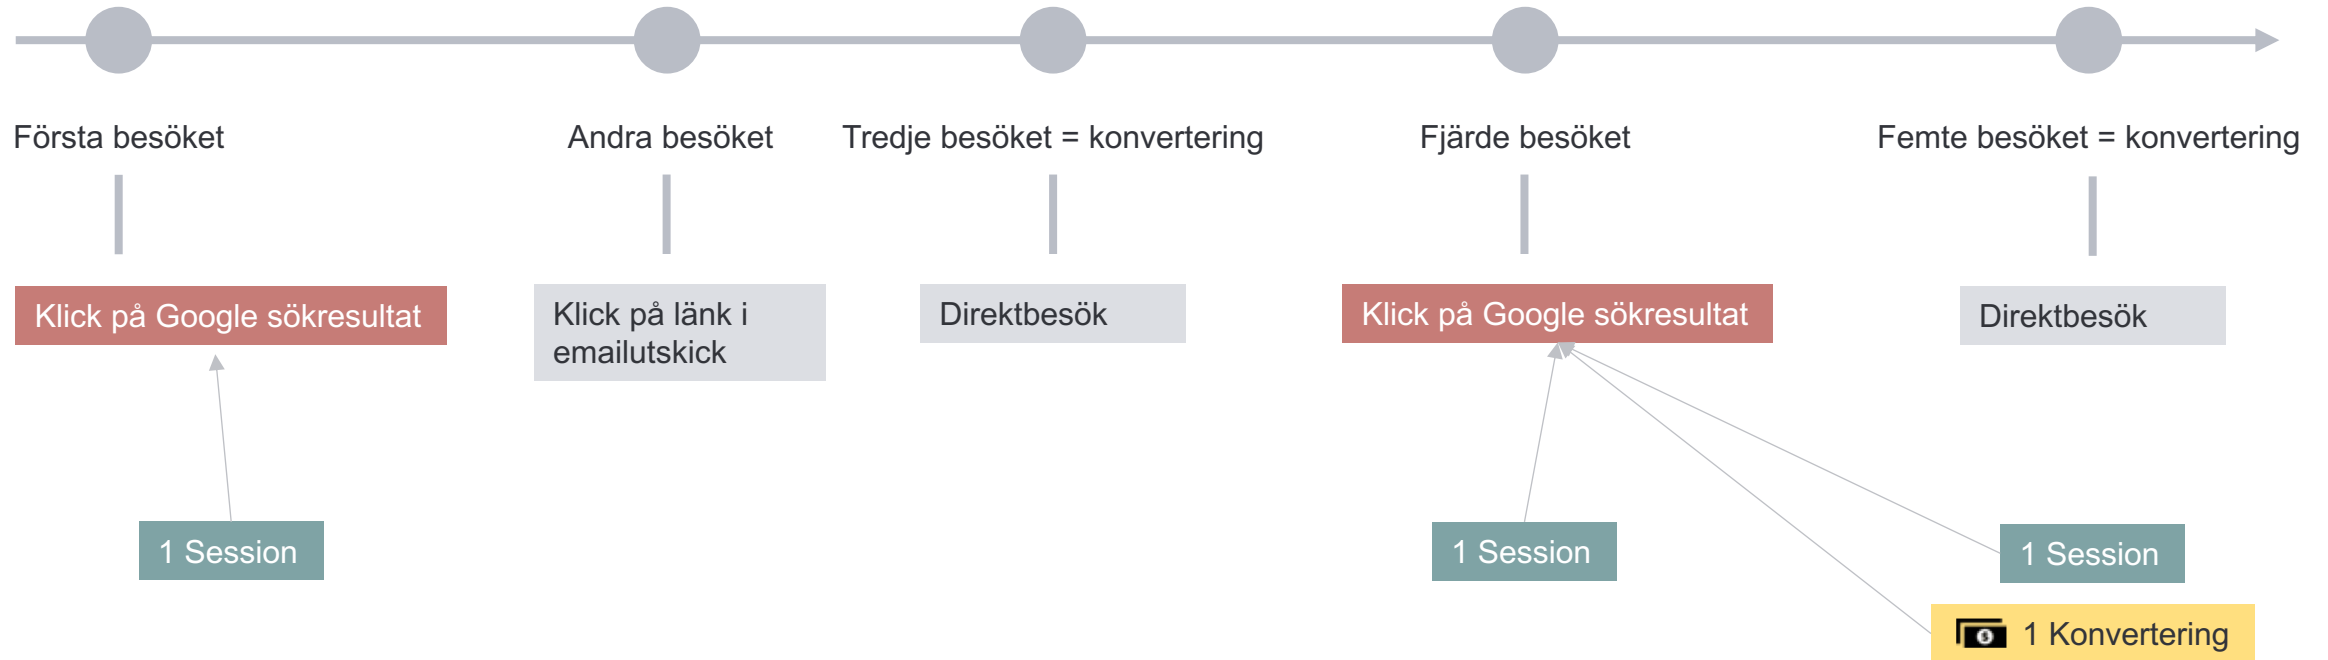 Första besöket
Andra besöket
Tredje besöket = konvertering
Fjärde besöket
Femte besöket = konvertering
Klick på Google sökresultat
Klick på länk i
emailutskick
Direktbesök
Klick på Google sökresultat
Direktbesök
1 Session
1 Session
1 Session
1 Konvertering